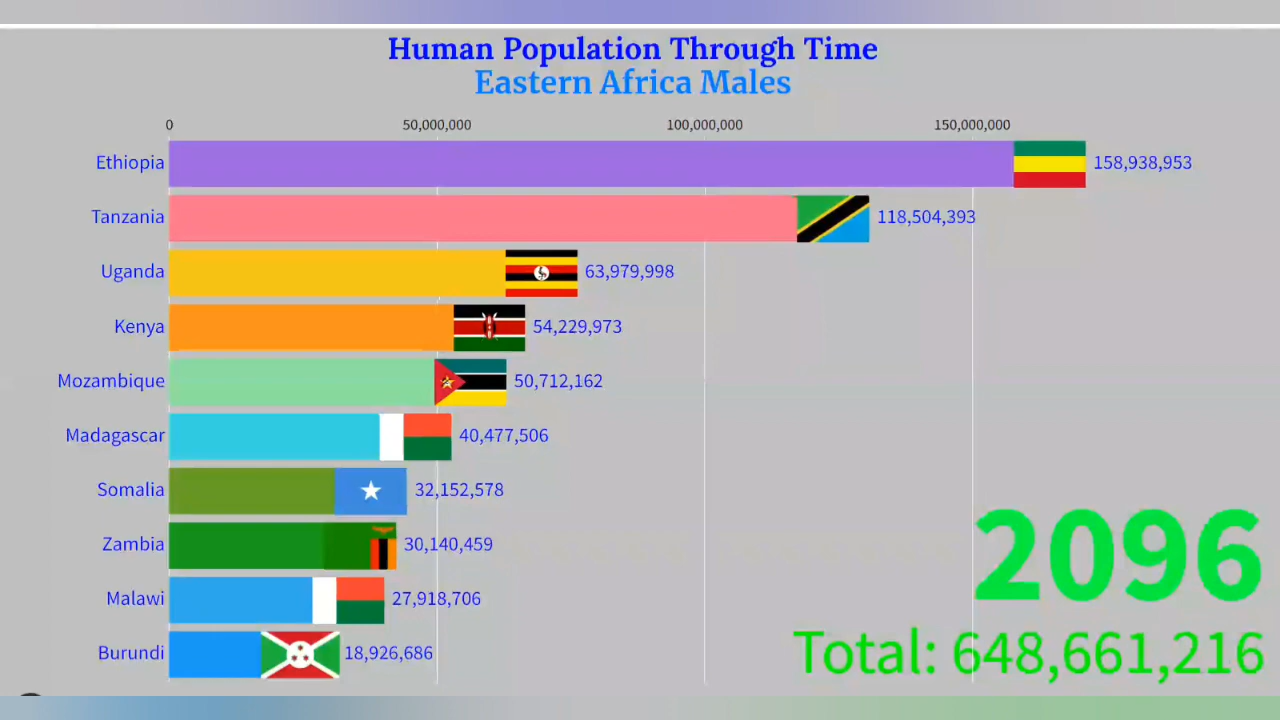 Human Population Through Time
Eastern Africa Males
0 50,000,000 100,000,000 150,000,000
Ethiopia 158,938,953
Tanzania 118,504,393
Uganda 63,979,998
Kenya 54,229,973
Mozambique 50,712,162
Madagascar 40,477,506
Somalia 32,152,578
Zambia 30,140,459
Malawi 27,918,706
Burundi 18,926,686
2096
Total: 648,661,216